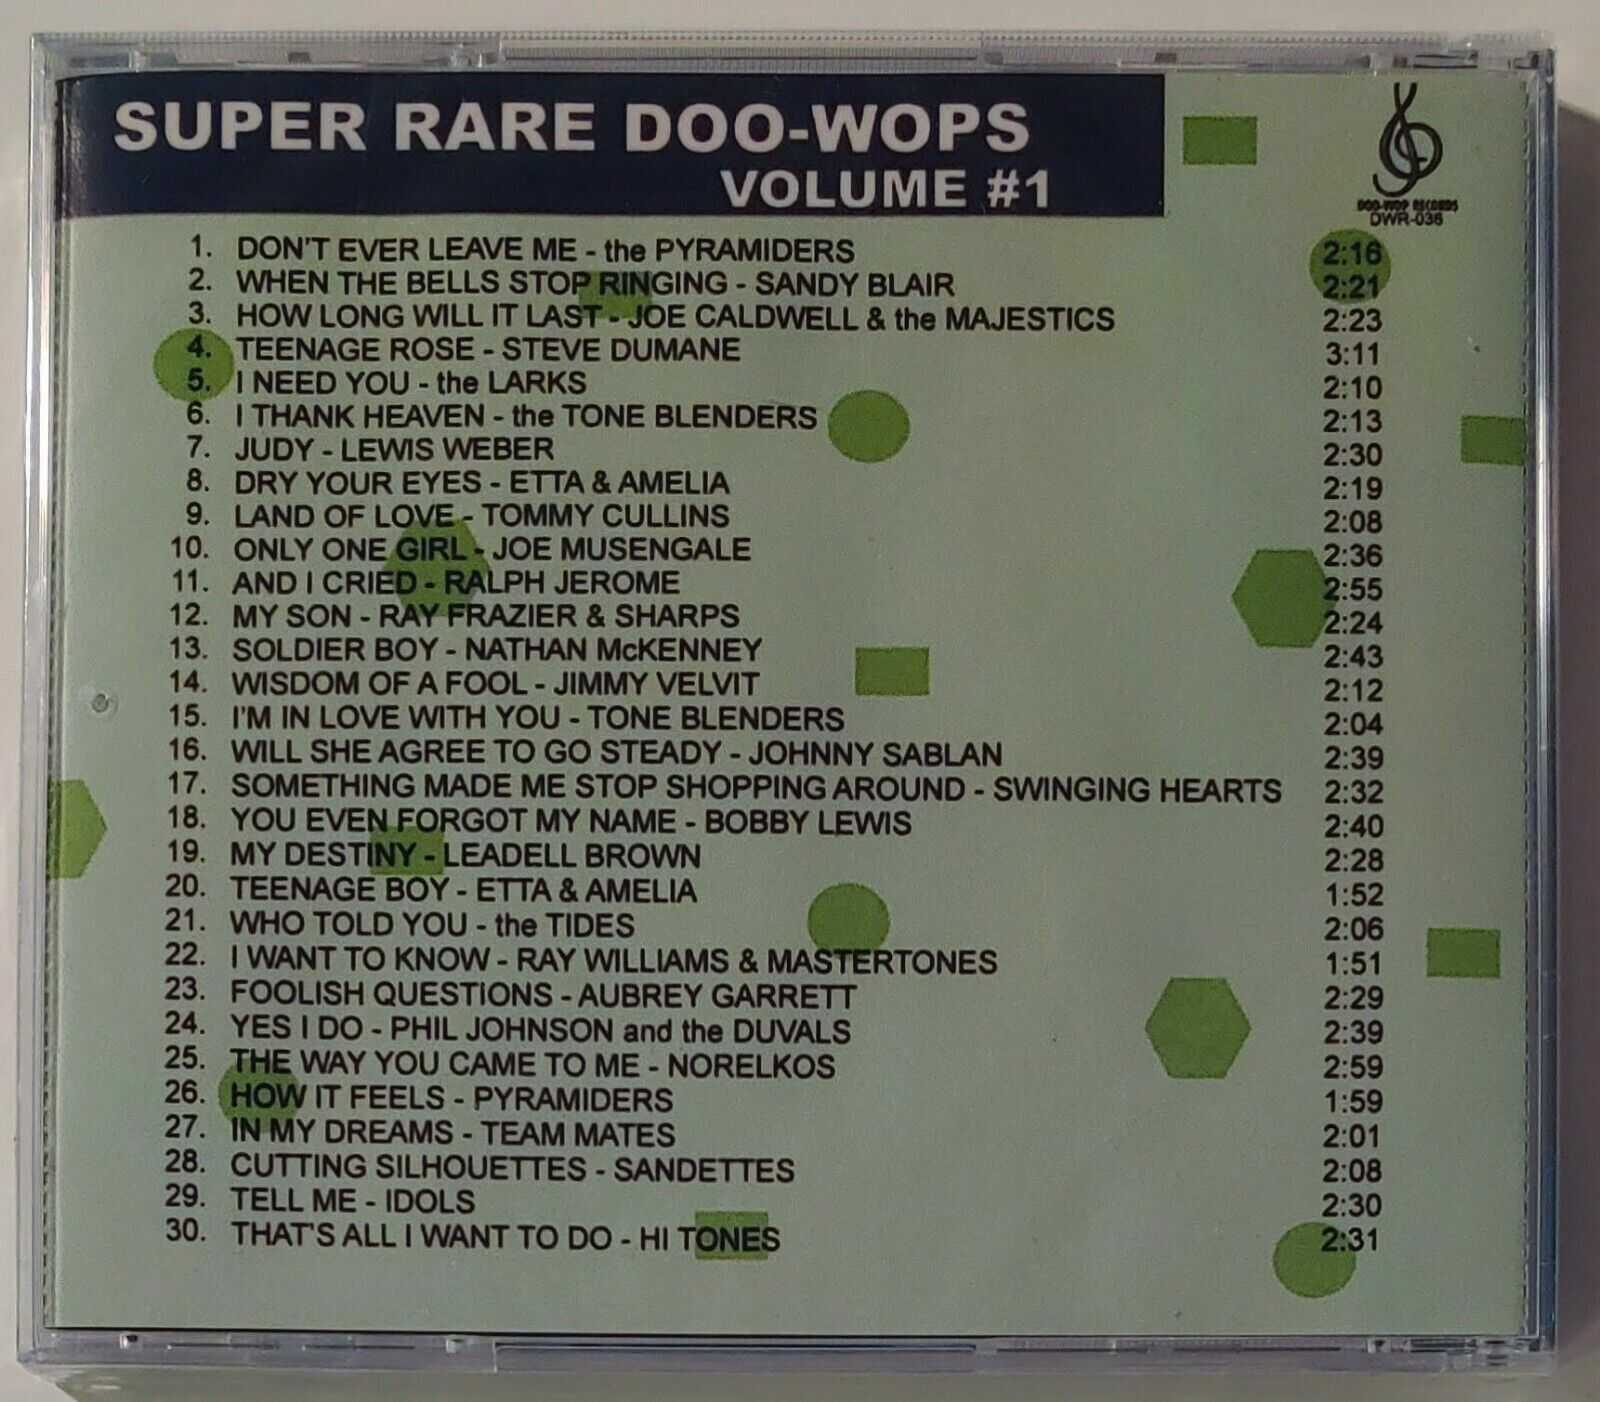 SUPER RARE DOO-WOPS
VOLUME #1
DOO-WOP RECORDS
DWR-036
1. DON'T EVER LEAVE ME - the PYRAMIDERS 2:16
2. WHEN THE BELLS STOP RINGING - SANDY BLAIR 2:21
3. HOW LONG WILL IT LAST - JOE CALDWELL & the MAJESTICS 2:23
4. TEENAGE ROSE - STEVE DUMANE 3:11
5. I NEED YOU - the LARKS 2:10
6. I THANK HEAVEN - the TONE BLENDERS 2:13
7. JUDY - LEWIS WEBER 2:30
8. DRY YOUR EYES - ETTA & AMELIA 2:19
9. LAND OF LOVE - TOMMY CULLINS 2:08
10. ONLY ONE GIRL - JOE MUSENGALE 2:36
11. AND I CRIED - RALPH JEROME 2:55
12. MY SON - RAY FRAZIER & SHARPS 2:24
13. SOLDIER BOY - NATHAN McKENNEY 2:43
14. WISDOM OF A FOOL - JIMMY VELVIT 2:12
15. I'M IN LOVE WITH YOU - TONE BLENDERS 2:04
16. WILL SHE AGREE TO GO STEADY - JOHNNY SABLAN 2:39
17. SOMETHING MADE ME STOP SHOPPING AROUND - SWINGING HEARTS 2:32
18. YOU EVEN FORGOT MY NAME - BOBBY LEWIS 2:40
19. MY DESTINY - LEADELL BROWN 2:28
20. TEENAGE BOY - ETTA & AMELIA 1:52
21. WHO TOLD YOU - the TIDES 2:06
22. I WANT TO KNOW - RAY WILLIAMS & MASTERTONES 1:51
23. FOOLISH QUESTIONS - AUBREY GARRETT 2:29
24. YES I DO - PHIL JOHNSON and the DUVALS 2:39
25. THE WAY YOU CAME TO ME - NORELKOS 2:59
26. HOW IT FEELS - PYRAMIDERS 1:59
27. IN MY DREAMS - TEAM MATES 2:01
28. CUTTING SILHOUETTES - SANDETTES 2:08
29. TELL ME - IDOLS 2:30
30. THAT'S ALL I WANT TO DO - HI TONES 2:31